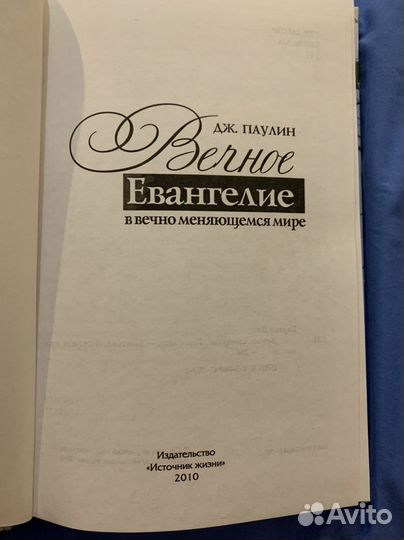 ДЖ. ПАУЛИН
Вечное
Евангелие
в вечно меняющемся мире
Издательство
«Источник жизни»
2010
Avito